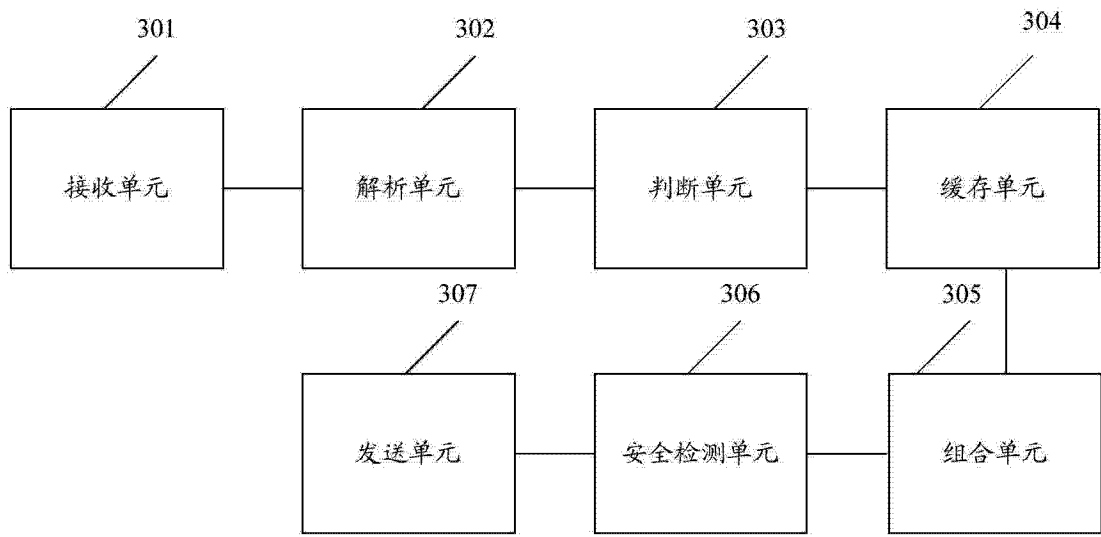 301
302
303
304
接收单元
解析单元
判断单元
缓存单元
307
306
305
发送单元
安全检测单元
组合单元